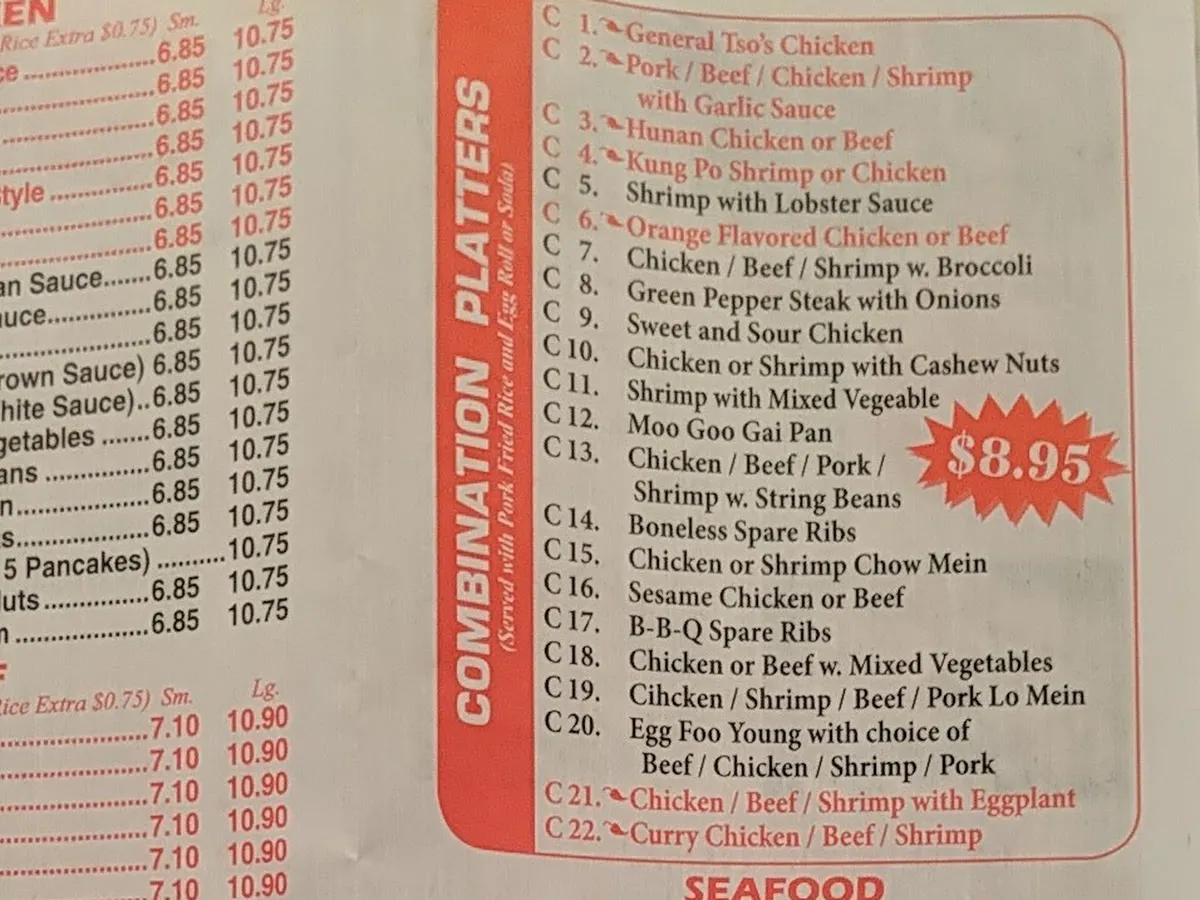 EN
Rice Extra $0.75) Sm. Lg.
ce 6.85 10.75
6.85 10.75
6.85 10.75
6.85 10.75
Style 6.85 10.75
6.85 10.75
6.85 10.75
an Sauce.......6.85 10.75
uce 6.85 10.75
6.85 10.75
rown Sauce) 6.85 10.75
hite Sauce)..6.85 10.75
getables .......6.85 10.75
ans 6.85 10.75
n 6.85 10.75
s 6.85 10.75
5 Pancakes) ..........10.75
uts 6.85 10.75
n 6.85 10.75
Rice Extra $0.75) Sm. Lg.
7.10 10.90
7.10 10.90
7.10 10.90
7.10 10.90
7.10 10.90
7.10 10.90
COMBINATION PLATTERS
(Served with Pork Fried Rice and Egg Roll or Soda)
C 1. General Tso's Chicken
C 2. Pork / Beef / Chicken / Shrimp
with Garlic Sauce
C 3. Hunan Chicken or Beef
C 4. Kung Po Shrimp or Chicken
C 5. Shrimp with Lobster Sauce
C 6. Orange Flavored Chicken or Beef
C 7. Chicken / Beef / Shrimp w. Broccoli
C 8. Green Pepper Steak with Onions
C 9. Sweet and Sour Chicken
C 10. Chicken or Shrimp with Cashew Nuts
C 11. Shrimp with Mixed Vegeable
C 12. Moo Goo Gai Pan
C 13. Chicken / Beef / Pork /
Shrimp w. String Beans
$8.95
C 14. Boneless Spare Ribs
C 15. Chicken or Shrimp Chow Mein
C 16. Sesame Chicken or Beef
C 17. B-B-Q Spare Ribs
C 18. Chicken or Beef w. Mixed Vegetables
C 19. Cihcken / Shrimp / Beef / Pork Lo Mein
C 20. Egg Foo Young with choice of
Beef / Chicken / Shrimp / Pork
C 21. Chicken / Beef / Shrimp with Eggplant
C 22. Curry Chicken / Beef / Shrimp
SEAFOOD